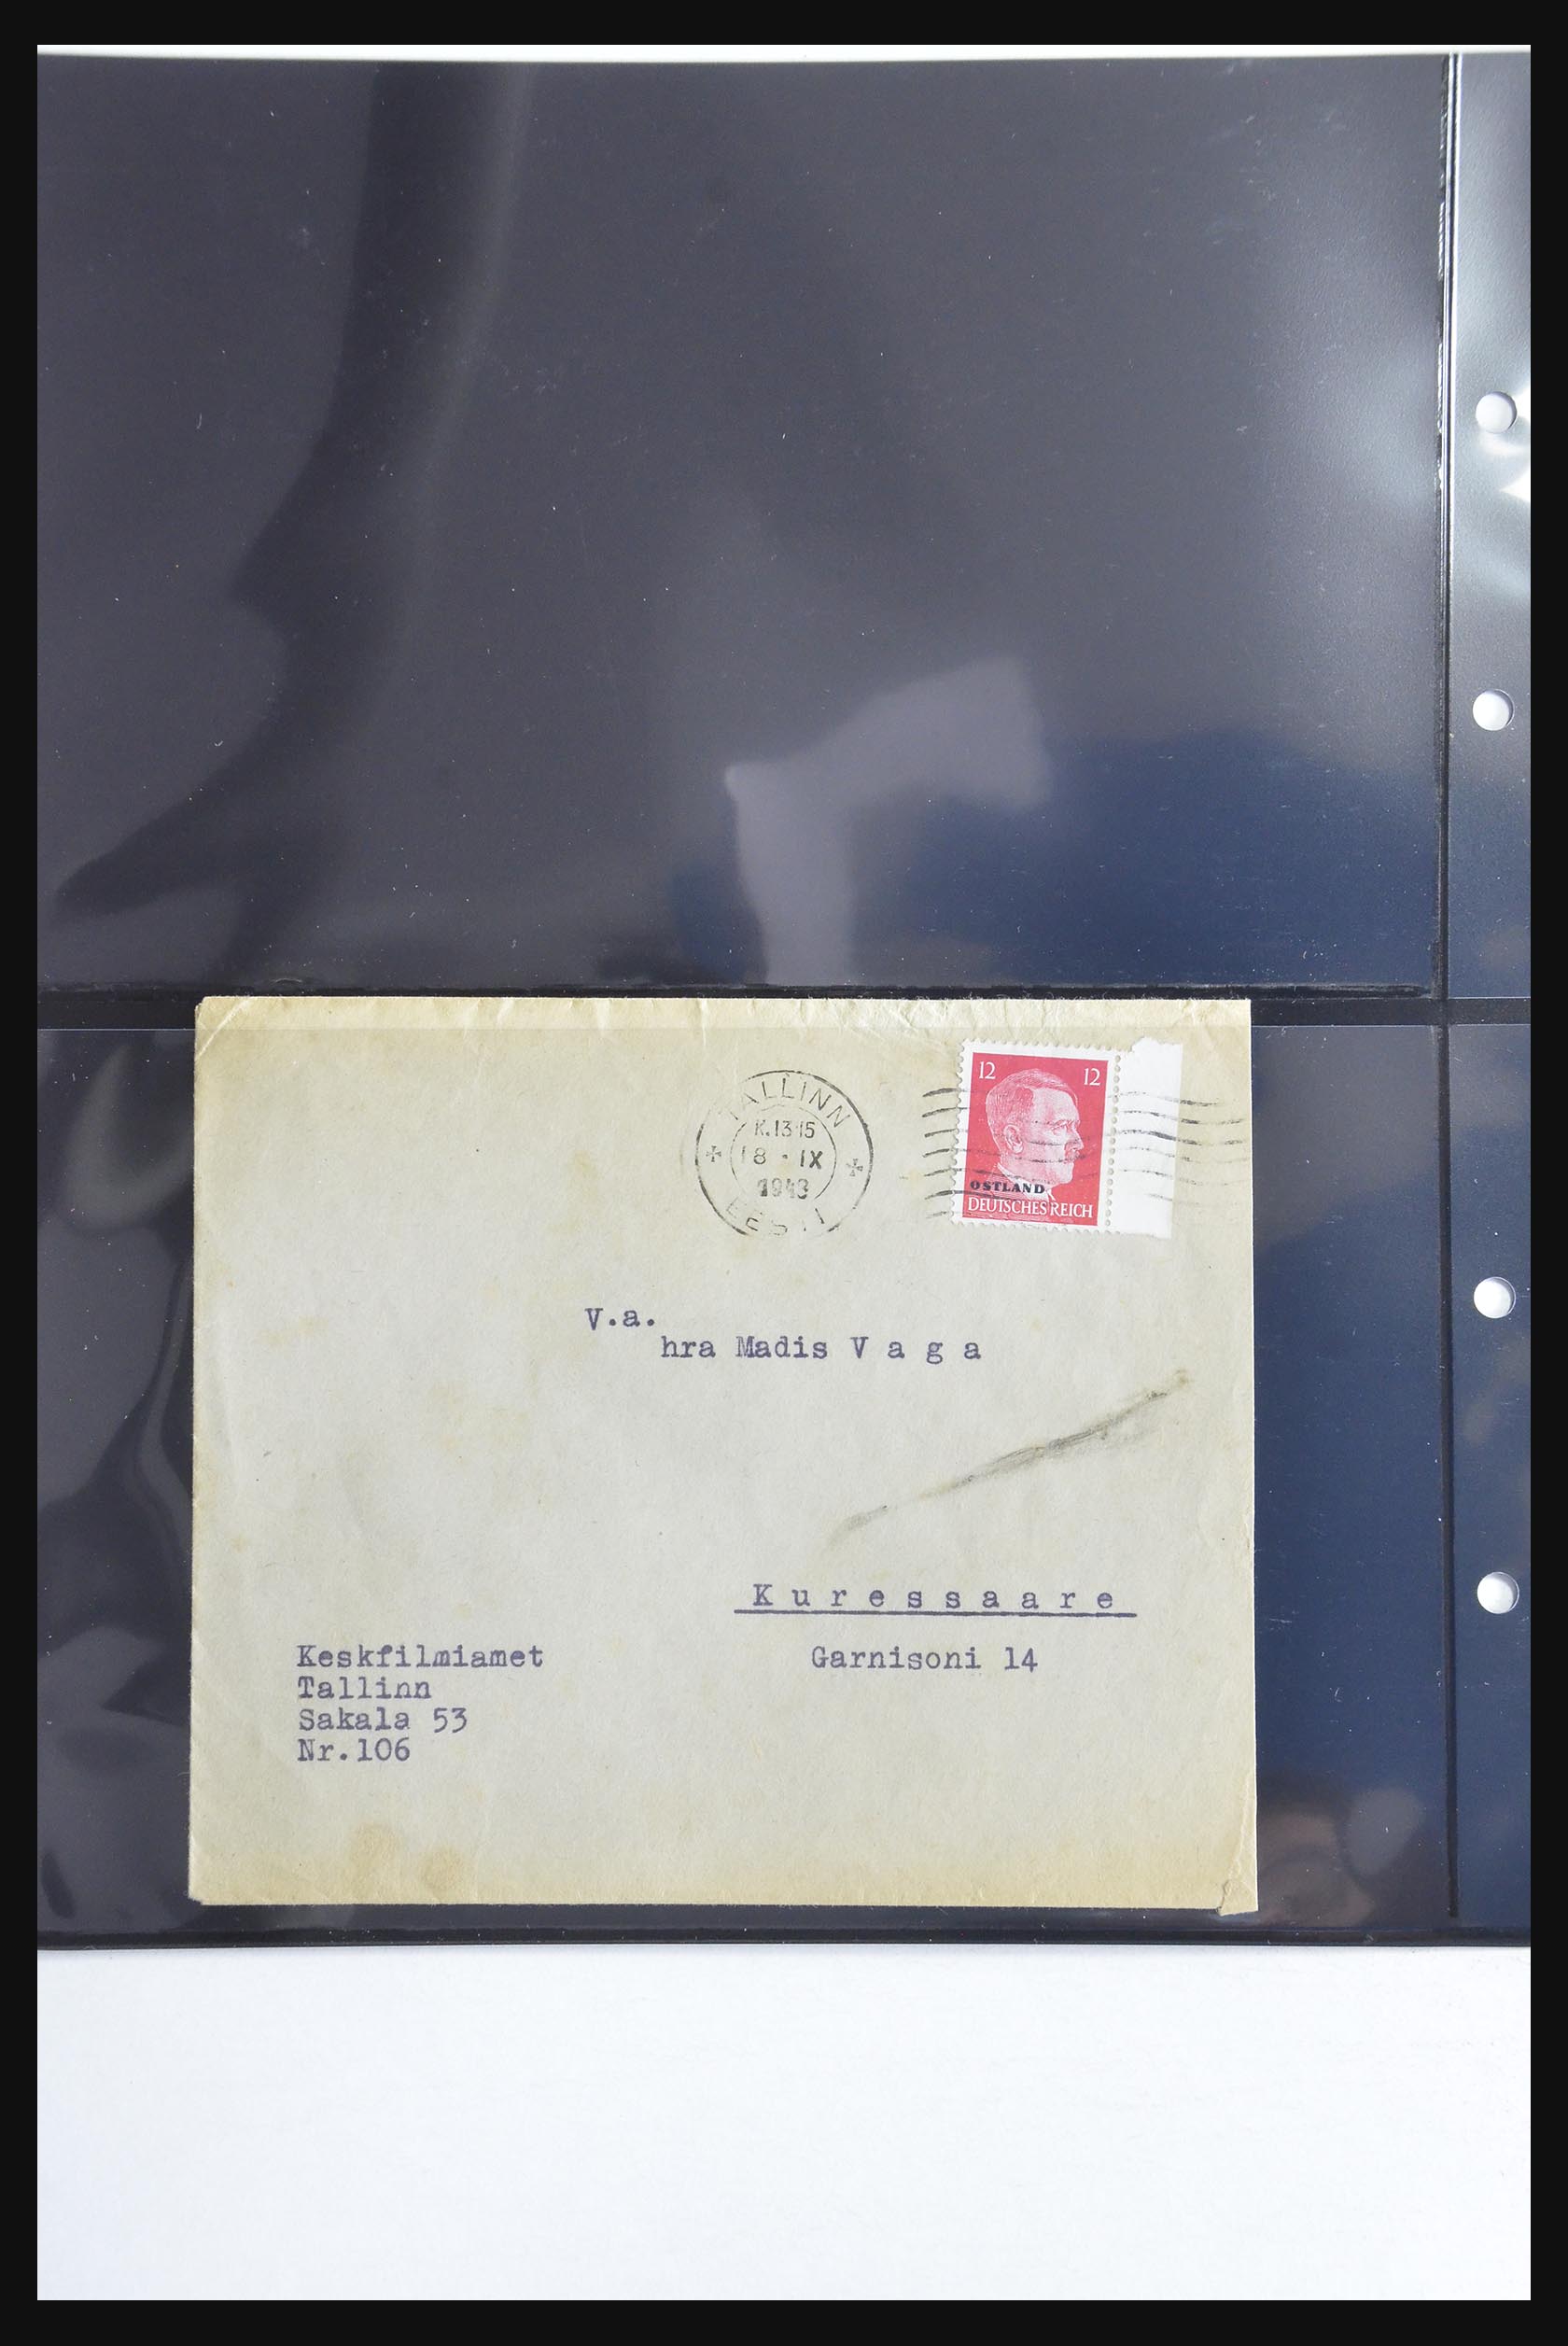 TALLINN
K.13-15
18 - IX
1943
EESTI
12 12
OSTLAND
DEUTSCHES REICH
V.a.
hra Madis V a g a
K u r e s s a a r e
Garnisoni 14
Keskfilmiamet
Tallinn
Sakala 53
Nr.106